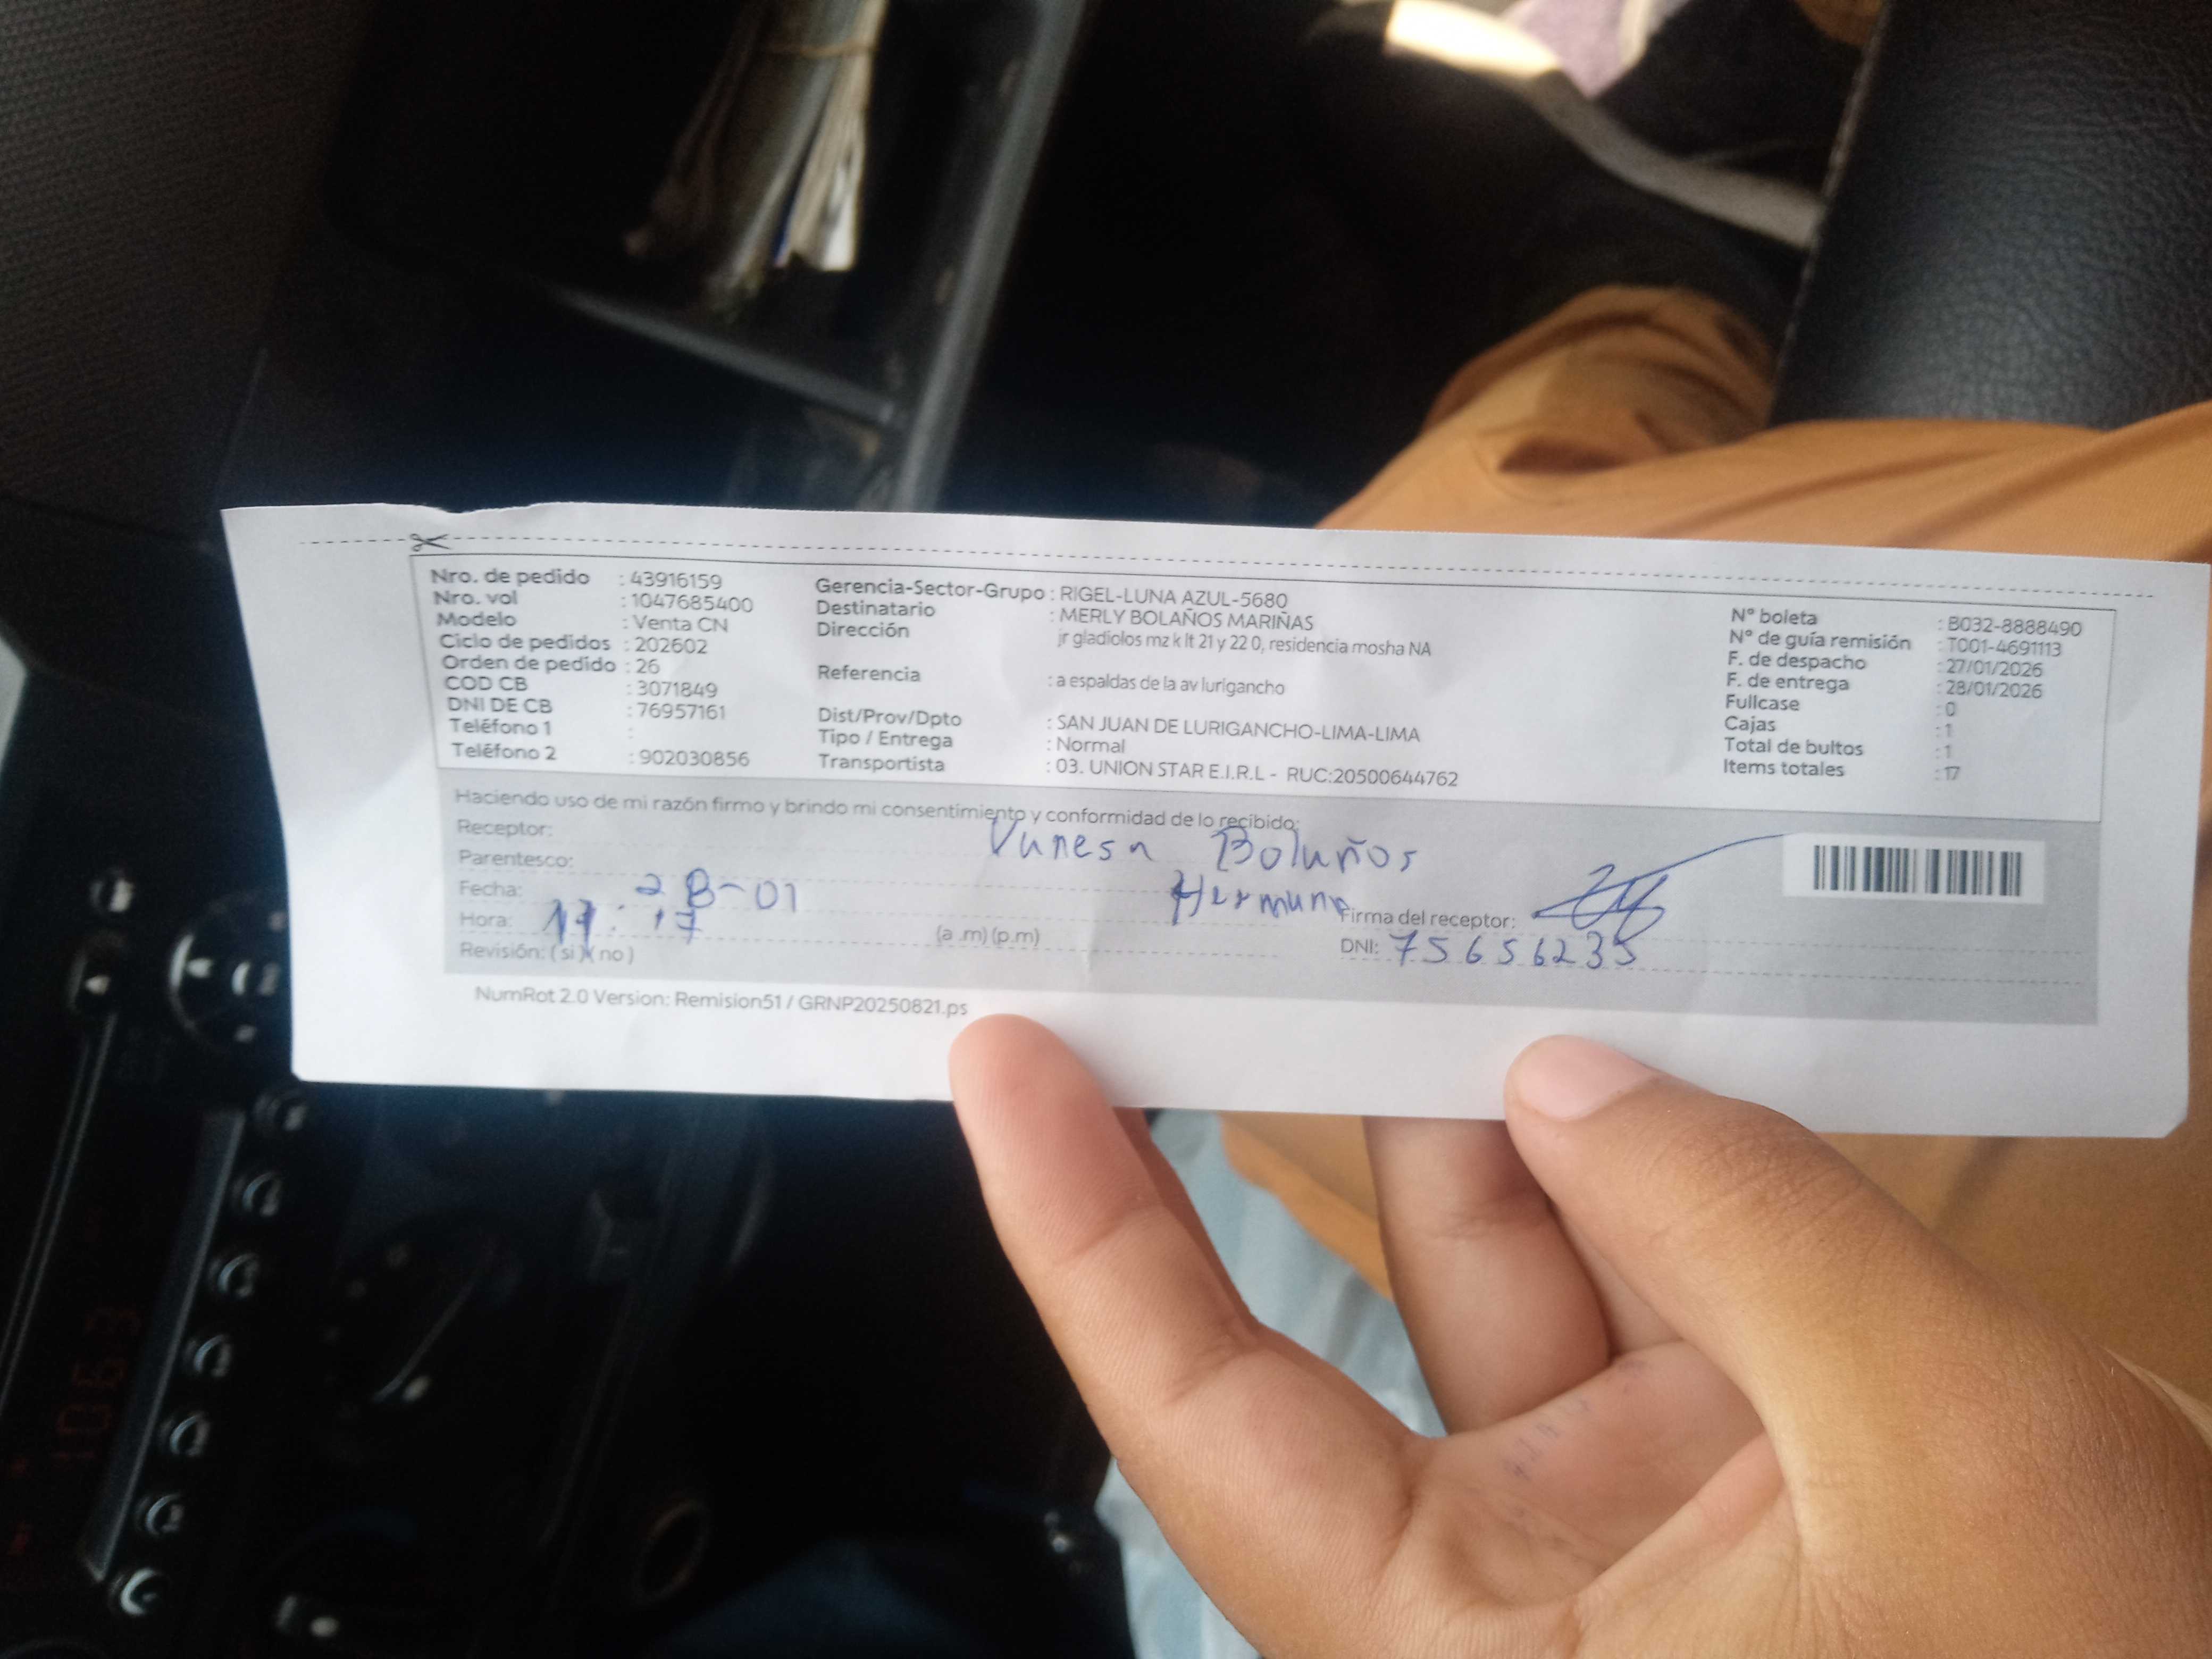 Nro. de pedido : 43916159
Nro. vol : 1047685400
Modelo : Venta CN
Ciclo de pedidos : 202602
Orden de pedido : 26
COD CB : 3071849
DNI DE CB : 76957161
Teléfono 1 :
Teléfono 2 : 902030856
Gerencia-Sector-Grupo : RIGEL-LUNA AZUL-5680
Destinatario : MERLY BOLAÑOS MARIÑAS
Dirección jr gladiolos mz k lt 21 y 22 0, residencia mosha NA
Referencia : a espaldas de la av lurigancho
Dist/Prov/Dpto : SAN JUAN DE LURIGANCHO-LIMA-LIMA
Tipo / Entrega : Normal
Transportista : 03. UNION STAR E.I.R.L - RUC:20500644762
N° boleta : B032-8888490
N° de guía remisión : T001-4691113
F. de despacho : 27/01/2026
F. de entrega : 28/01/2026
Fullcase : 0
Cajas : 1
Total de bultos : 1
Items totales : 17
Haciendo uso de mi razón firmo y brindo mi consentimiento y conformidad de lo recibido:
Receptor: Vanesa Bolaños
Parentesco: Hermana
Fecha: 28-01
Hora: 17:17 (a .m) (p.m)
Revisión: ( si ) ( no )
Firma del receptor:
DNI: 75656235
NumRot 2.0 Version: Remision51 / GRNP20250821.ps